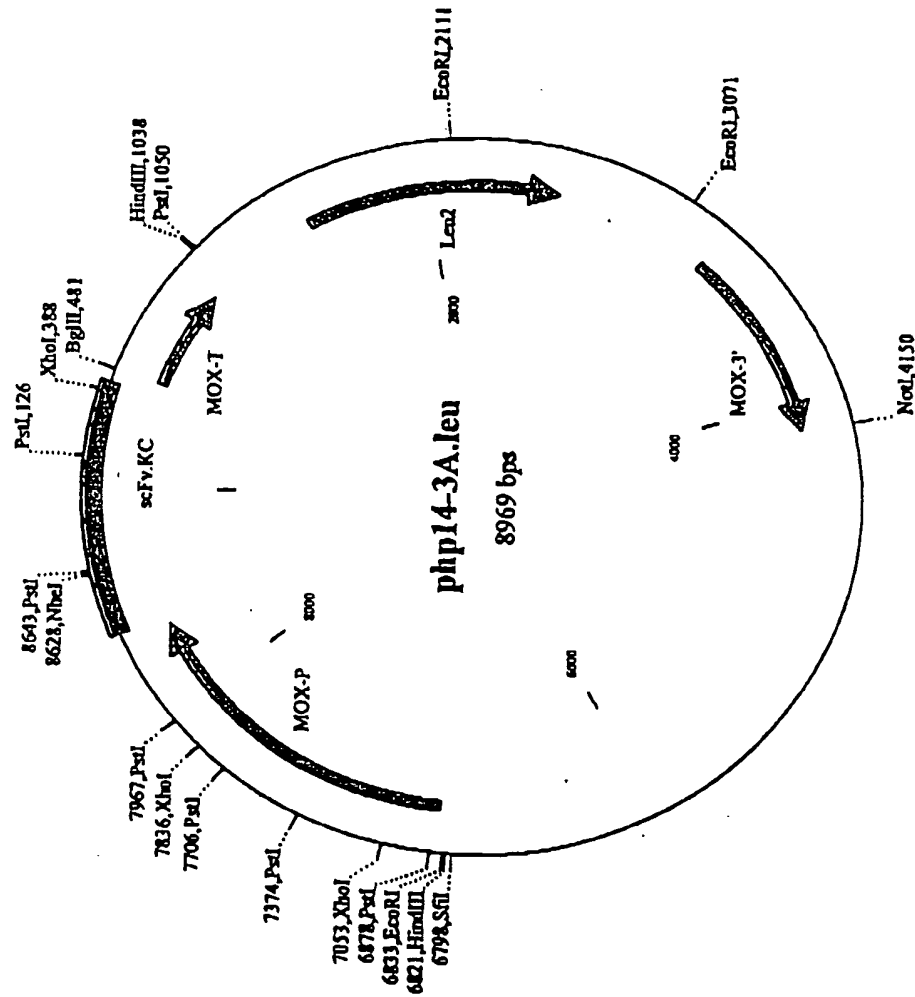 EcoRI,2111
EcoRI,3071
HindIII,1038
PstI,1050
Leu2
2800
XhoI,388
BglII,481
MOX-T
PstI,126
scFv.KC
MOX-3'
NotI,4150
4000
php14-3A.leu
8969 bps
8643,PstI
8628,NheI
8000
6000
MOX-P
7967,PstI
7836,XhoI
7706,PstI
7374,PstI
7053,XhoI
6878,PstI
6833,EcoRI
6821,HindIII
6798,SfiI